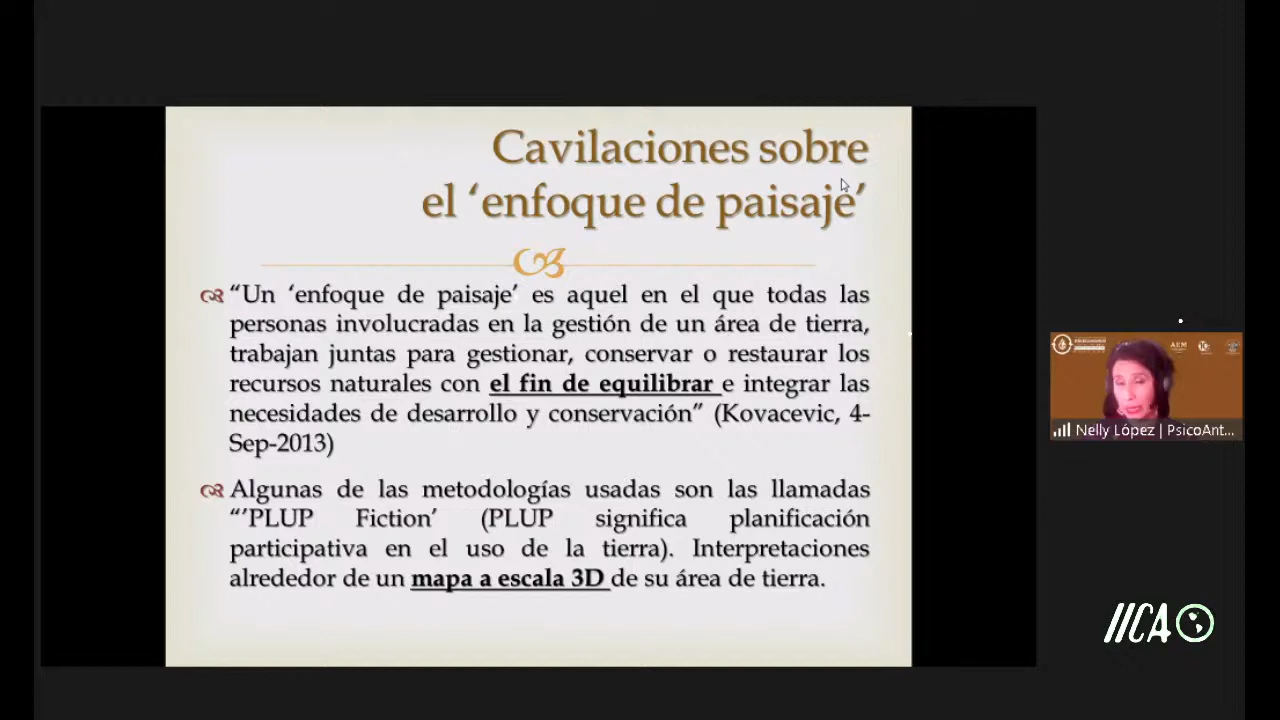 Cavilaciones sobre
el ‘enfoque de paisaje’
“Un ‘enfoque de paisaje’ es aquel en el que todas las
personas involucradas en la gestión de un área de tierra,
trabajan juntas para gestionar, conservar o restaurar los
recursos naturales con el fin de equilibrar e integrar las
necesidades de desarrollo y conservación” (Kovacevic, 4-
Sep-2013)
Algunas de las metodologías usadas son las llamadas
“’PLUP Fiction’ (PLUP significa planificación
participativa en el uso de la tierra). Interpretaciones
alrededor de un mapa a escala 3D de su área de tierra.
Nelly López | PsicoAnt...
IICA